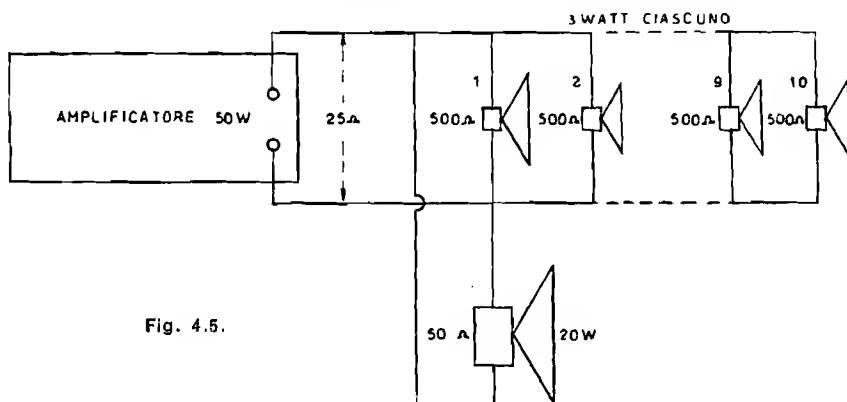 3 WATT CIASCUNO
1
2
9
10
AMPLIFICATORE 50W
25Ω
500Ω
500Ω
500Ω
500Ω
50 Ω
20W
Fig. 4.5.